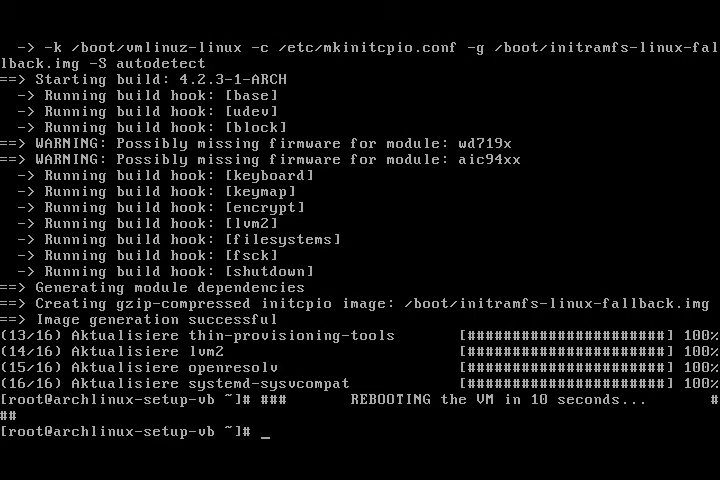 -> -k /boot/vmlinuz-linux -c /etc/mkinitcpio.conf -g /boot/initramfs-linux-fal
lback.img -S autodetect
==> Starting build: 4.2.3-1-ARCH
-> Running build hook: [base]
-> Running build hook: [udev]
-> Running build hook: [block]
==> WARNING: Possibly missing firmware for module: wd719x
==> WARNING: Possibly missing firmware for module: aic94xx
-> Running build hook: [keyboard]
-> Running build hook: [keymap]
-> Running build hook: [encrypt]
-> Running build hook: [lvm2]
-> Running build hook: [filesystems]
-> Running build hook: [fsck]
-> Running build hook: [shutdown]
==> Generating module dependencies
==> Creating gzip-compressed initcpio image: /boot/initramfs-linux-fallback.img
==> Image generation successful
(13/16) Aktualisiere thin-provisioning-tools [######################] 100%
(14/16) Aktualisiere lvm2 [######################] 100%
(15/16) Aktualisiere openresolv [######################] 100%
(16/16) Aktualisiere systemd-sysvcompat [######################] 100%
[root@archlinux-setup-vb ~]# ### REBOOTING the VM in 10 seconds... #
##
[root@archlinux-setup-vb ~]# _